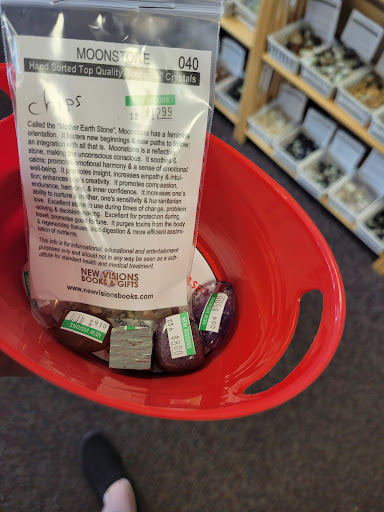 MOONSTONE 040
Hand Sorted Top Quality Crystals
Chips
Called the "Mother Earth Stone", Moonstone has a feminine
orientation. It fosters new beginnings & new paths to follow;
an integration with all that is. Moonstone is a reflective
stone, making the unconscious conscious. It soothes &
calms; promotes emotional harmony & a sense of emotional
well-being. It promotes insight, increases empathy & intui-
tion; enhances one's creativity. It promotes compassion,
endurance, harmony, & inner confidence. It increases one's
ability to nurture another, one's sensitivity & humanitarian
love. Excellent stone to use during times of change, problem
solving & decision making. Excellent for protection during
travel; promotes good fortune. It purges toxins from the body
& regenerates tissues, aids digestion & more efficient assimi-
lation of nutrients.
This info is for informational, educational and entertainment
purposes only and should not in any way be seen as a sub-
stitute for standard health and medical treatment.
NEW VISIONS
BOOKS & GIFTS
www.newvisionsbooks.com